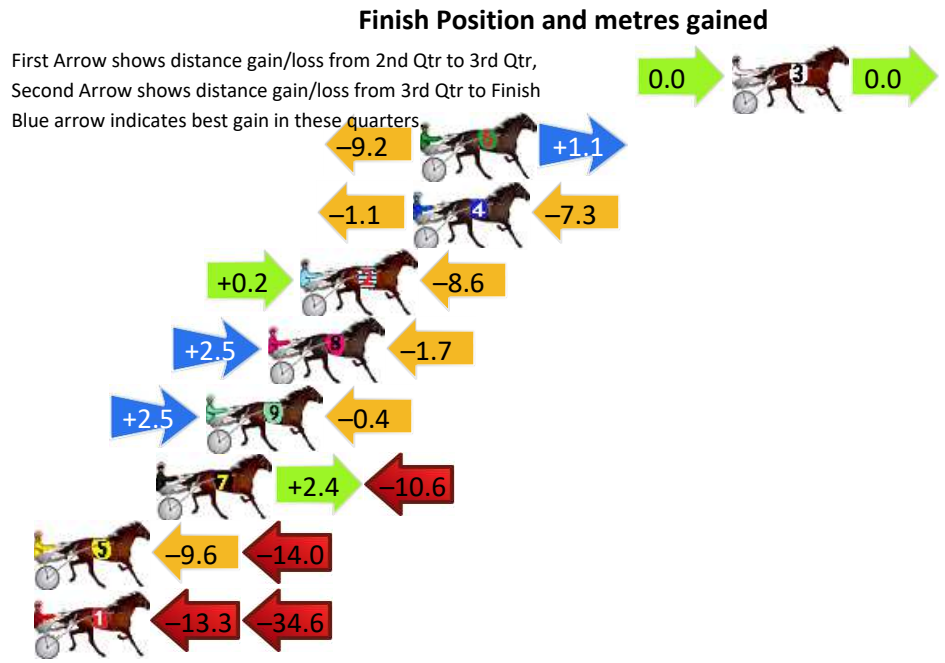 Finish Position and metres gained
First Arrow shows distance gain/loss from 2nd Qtr to 3rd Qtr,
Second Arrow shows distance gain/loss from 3rd Qtr to Finish
Blue arrow indicates best gain in these quarters
0.0 3 0.0
–9.2 6 +1.1
–1.1 4 –7.3
+0.2 2 –8.6
+2.5 8 –1.7
+2.5 9 –0.4
7 +2.4 –10.6
5 –9.6 –14.0
1 –13.3 –34.6